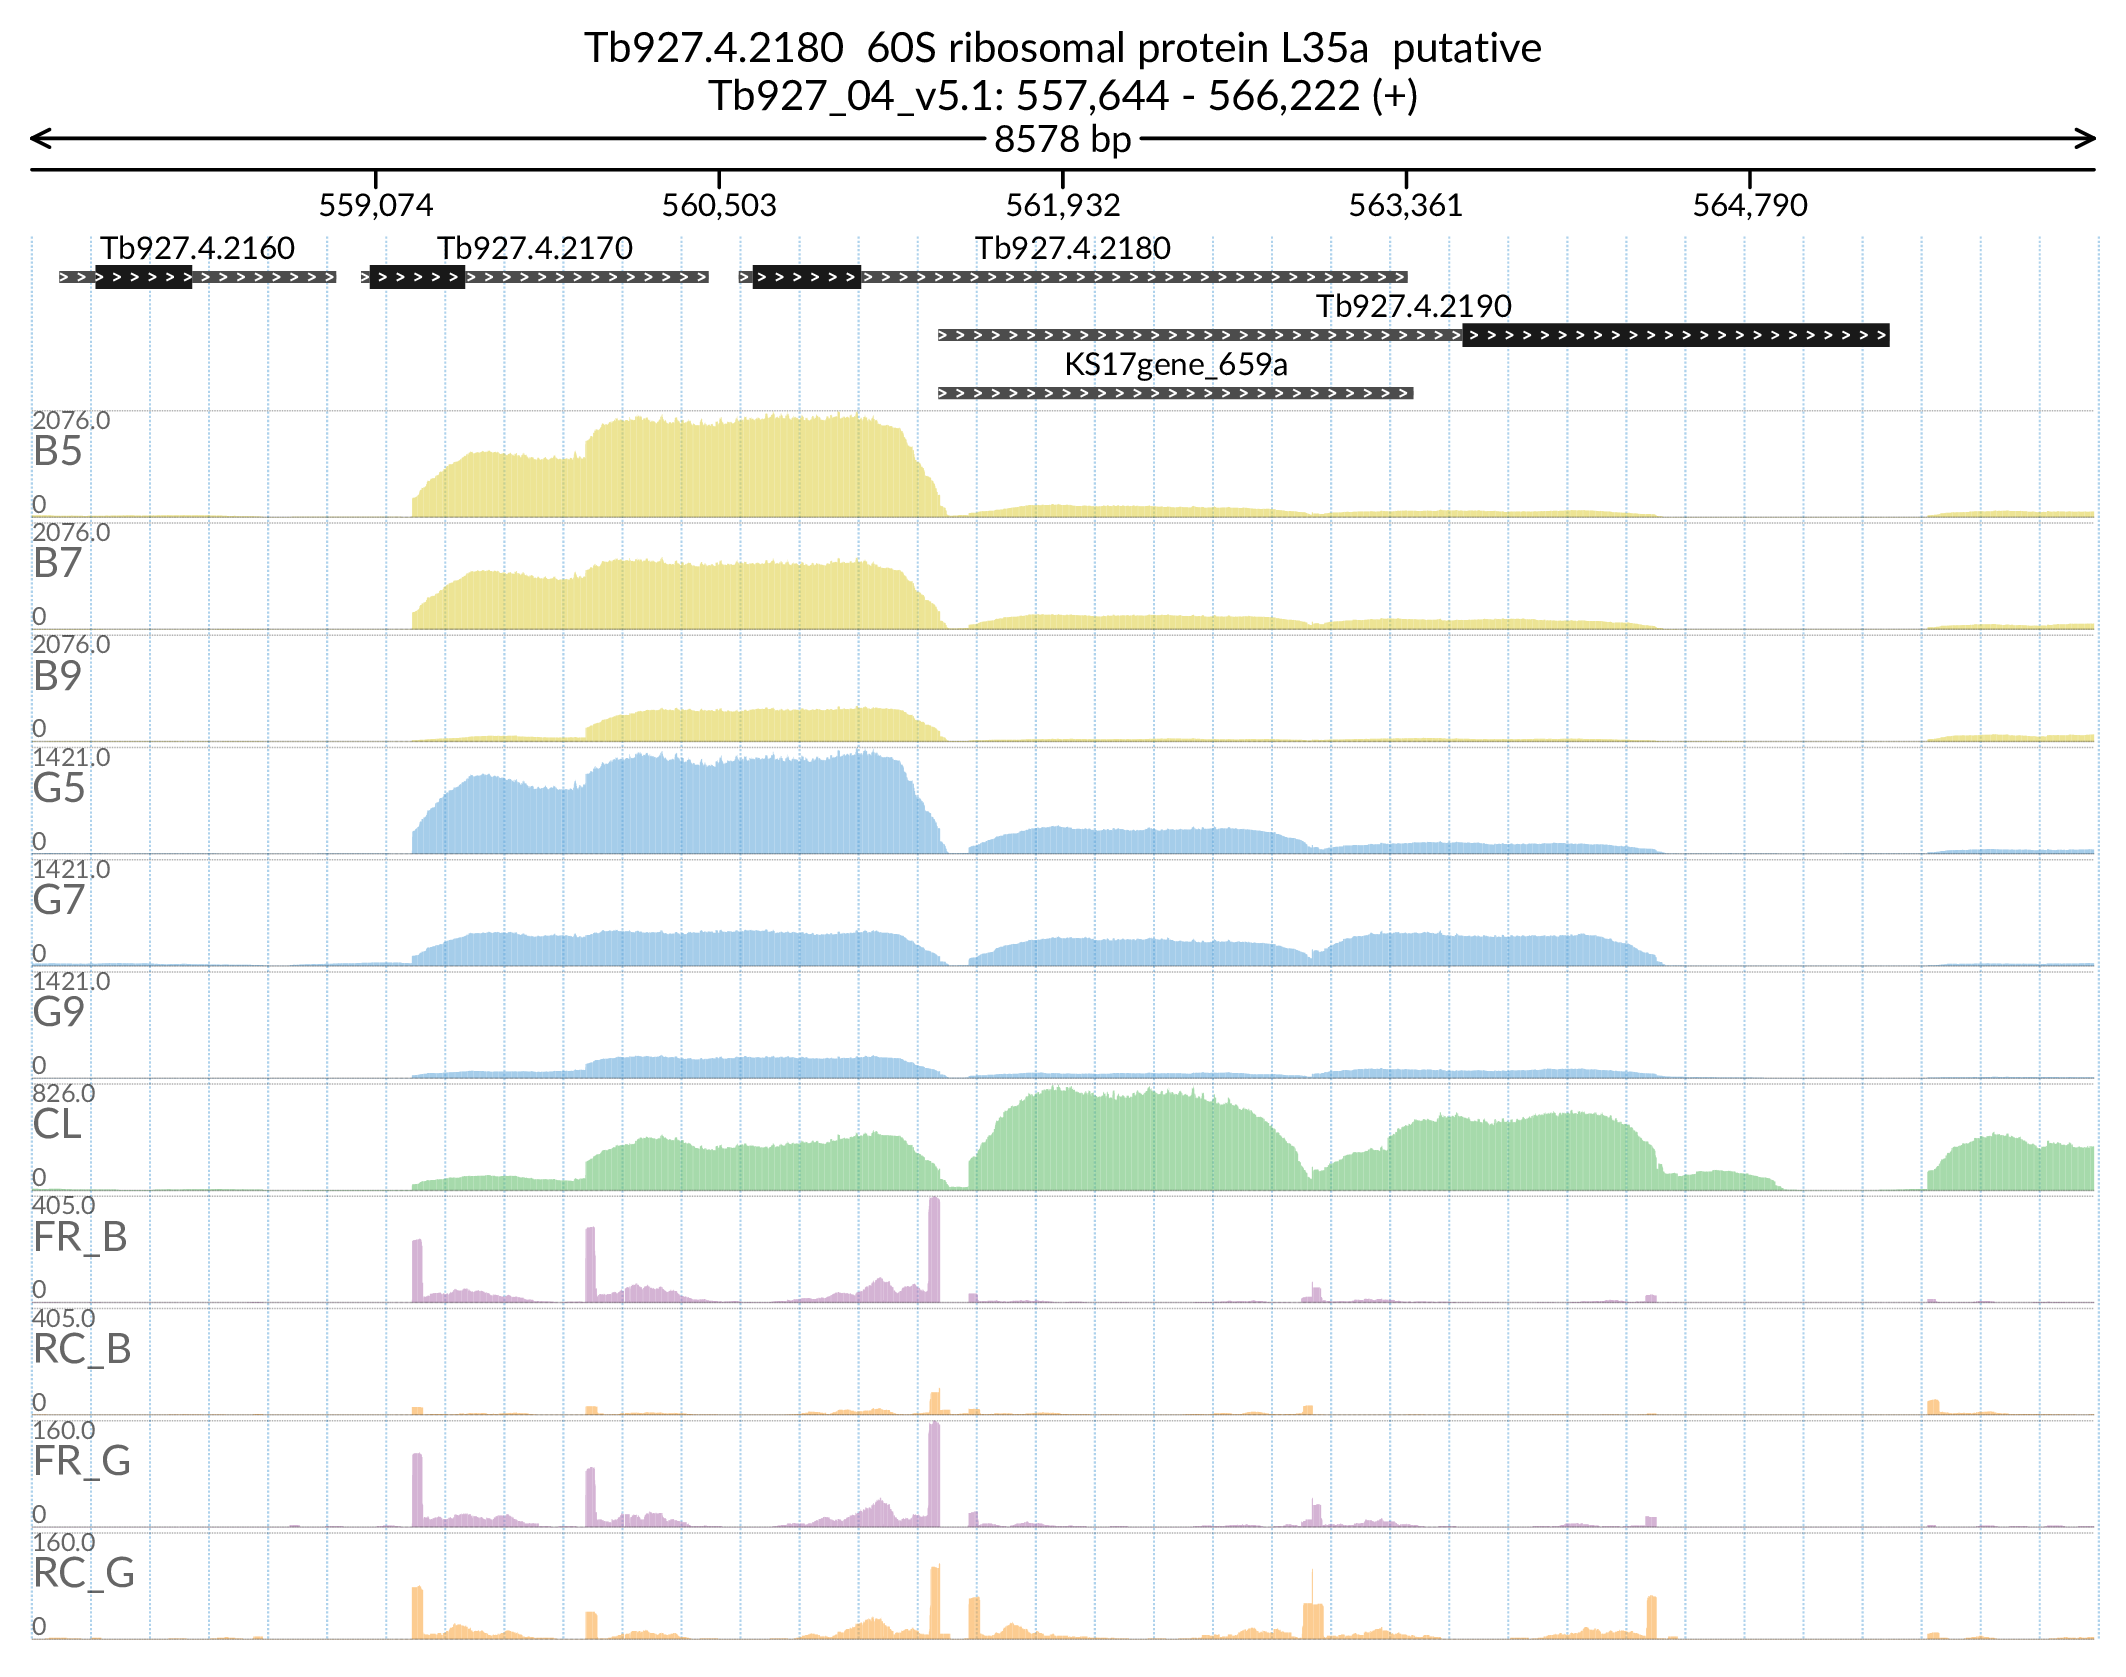 Tb927.4.2180  60S ribosomal protein L35a  putative
Tb927_04_v5.1: 557,644 - 566,222 (+)
8578 bp
559,074 560,503 561,932 563,361 564,790
Tb927.4.2160 Tb927.4.2170 Tb927.4.2180
Tb927.4.2190
KS17gene_659a
2076.0
B5
0
2076.0
B7
0
2076.0
B9
0
1421.0
G5
0
1421.0
G7
0
1421.0
G9
0
826.0
CL
0
405.0
FR_B
0
405.0
RC_B
0
160.0
FR_G
0
160.0
RC_G
0